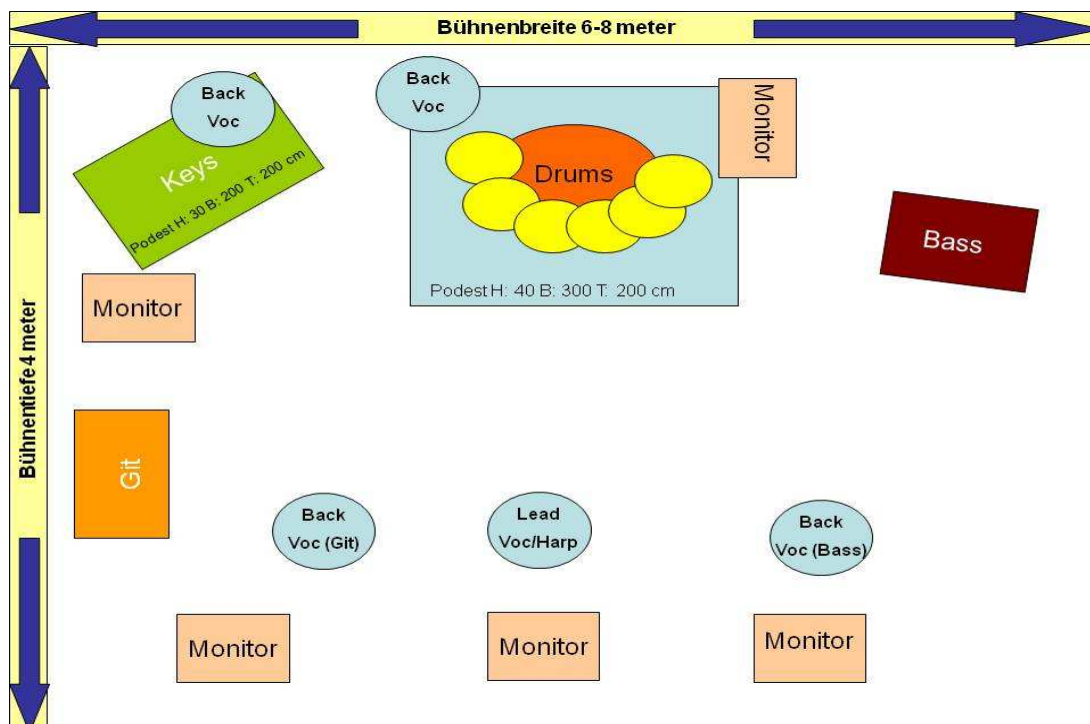 Bühnenbreite 6-8 meter
Bühnentiefe 4 meter
Back
Voc
Keys
Podest H: 30 B: 200 T: 200 cm
Back
Voc
Drums
Podest H: 40 B: 300 T: 200 cm
Monitor
Bass
Monitor
Git
Back
Voc (Git)
Lead
Voc/Harp
Back
Voc (Bass)
Monitor
Monitor
Monitor